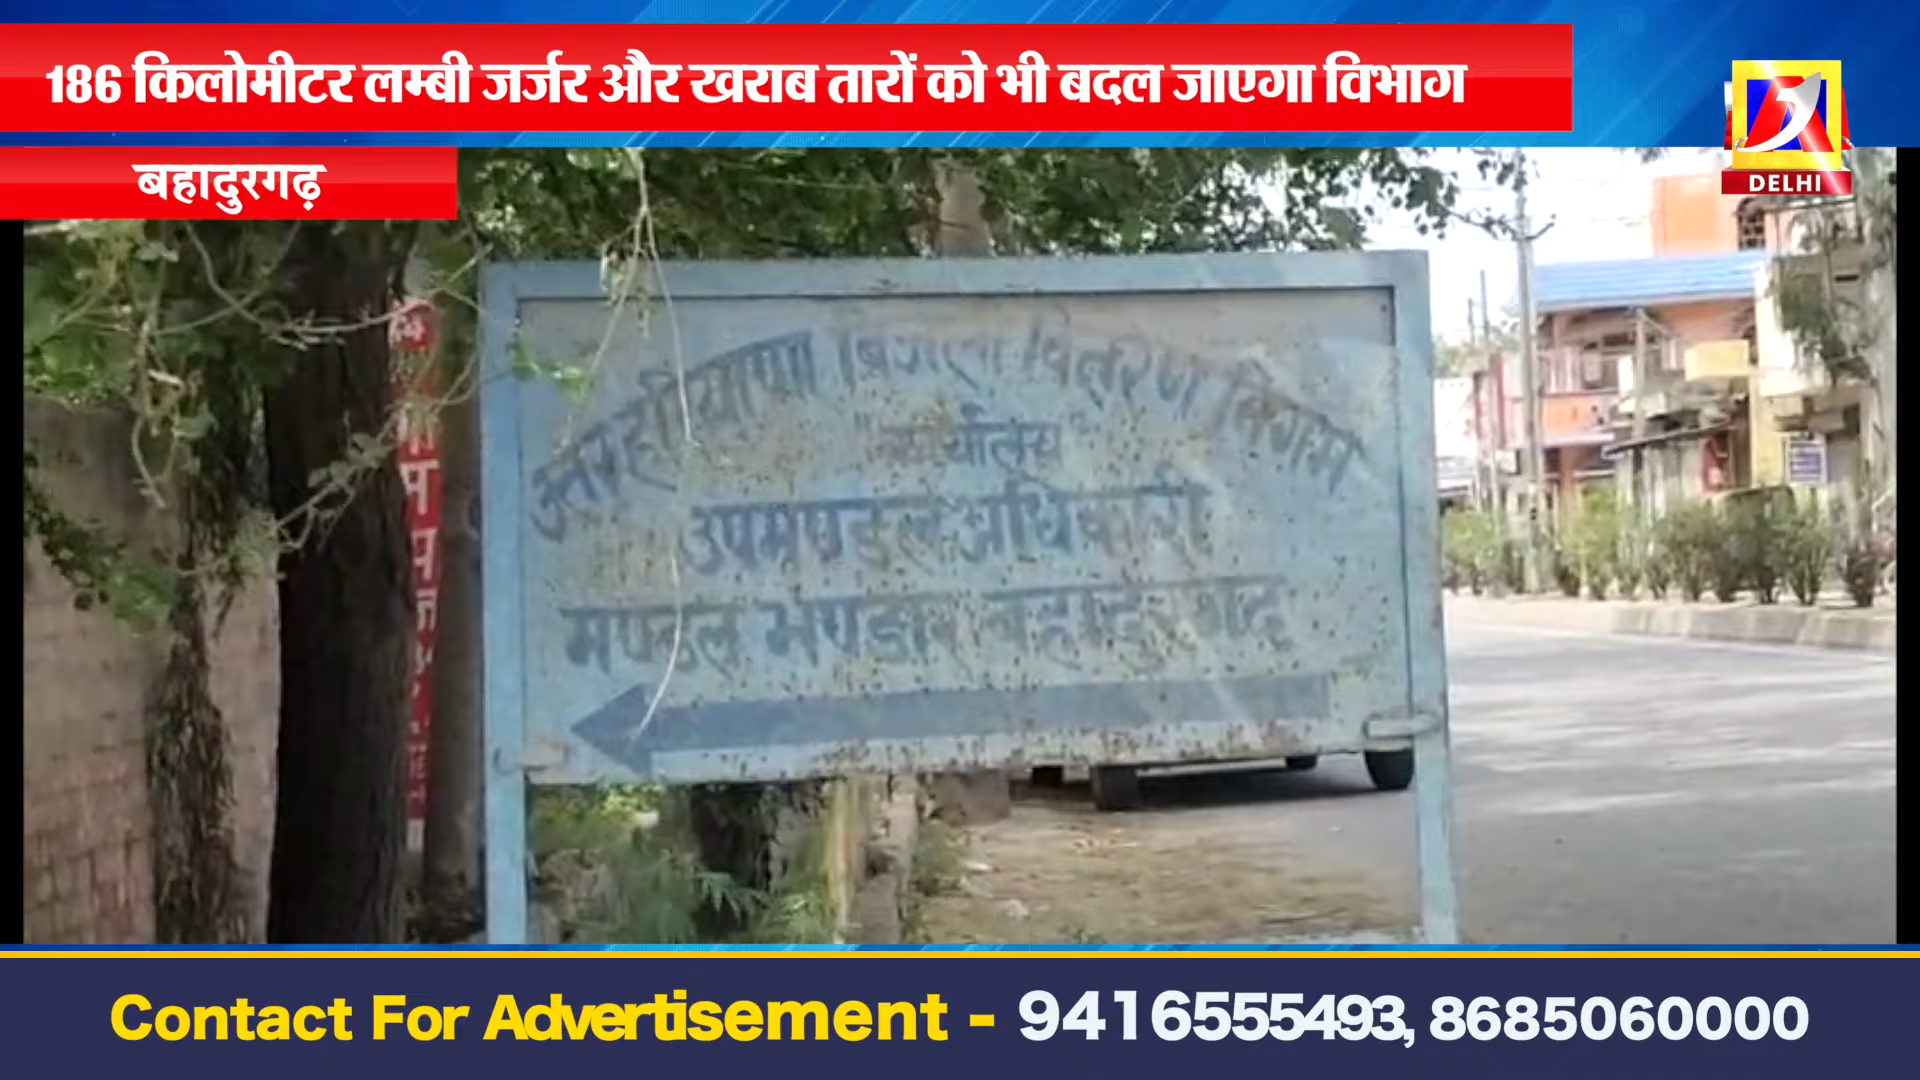 186 किलोमीटर लम्बी जर्जर और खराब तारों को भी बदल जाएगा विभाग
बहादुरगढ़
DELHI
उत्तर हरियाणा बिजली वितरण निगम
कार्यालय
उपमण्डल अधिकारी
मण्डल भण्डार बहादुरगढ़
Contact For Advertisement - 9416555493, 8685060000